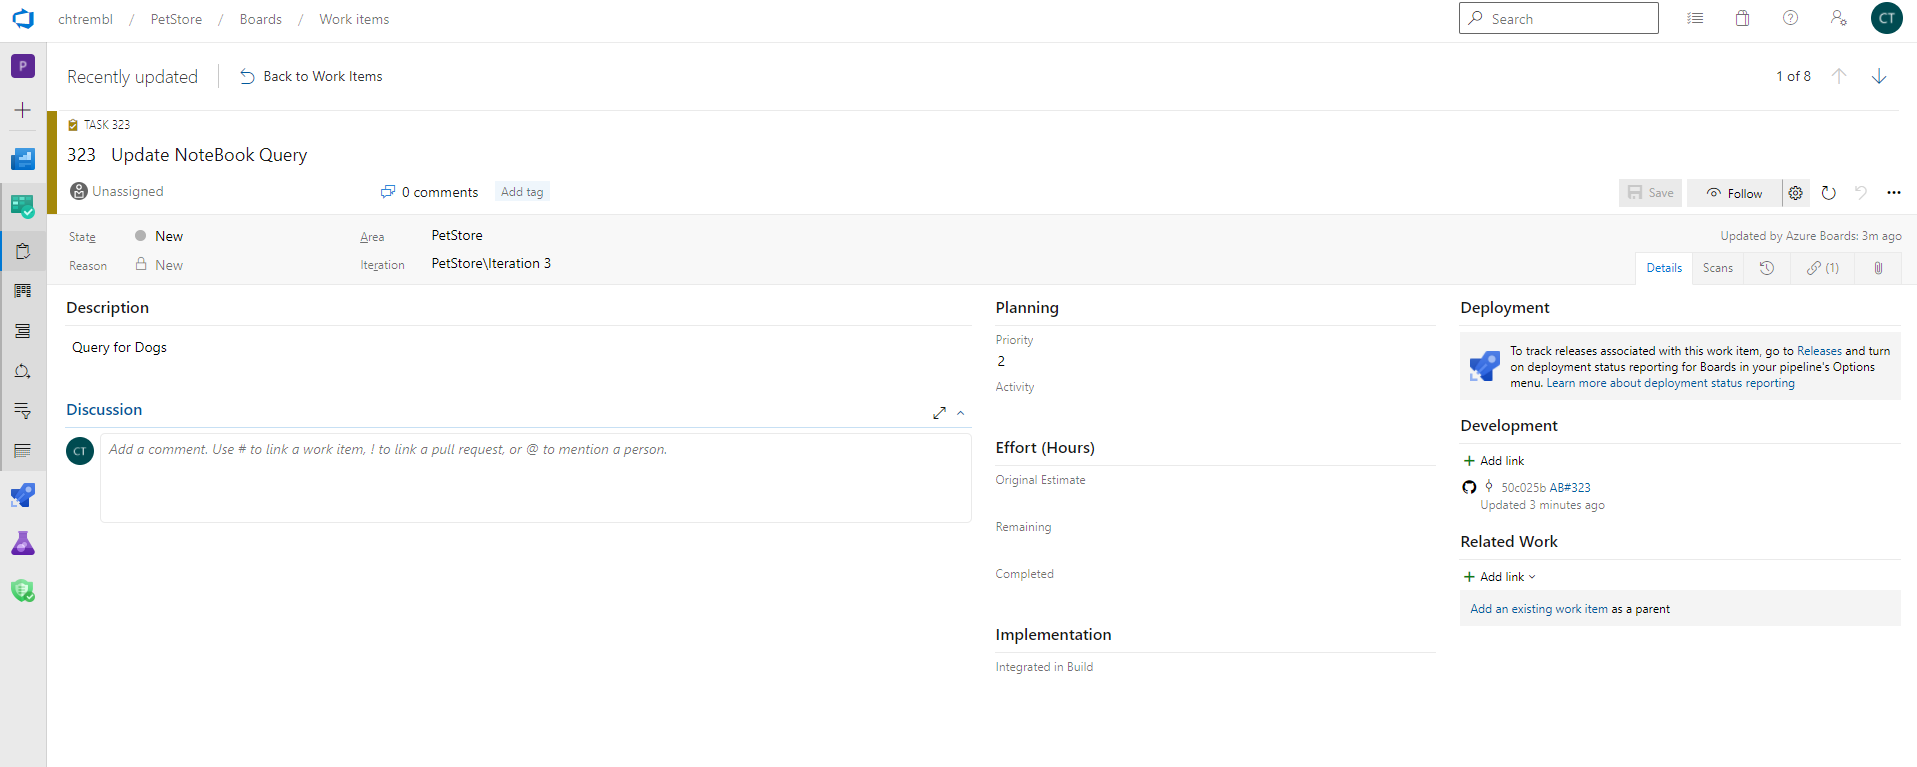 chtrembl / PetStore / Boards / Work items
Search
CT
P
Recently updated
Back to Work Items
1 of 8
TASK 323
323 Update NoteBook Query
Unassigned
0 comments
Add tag
Save
Follow
State
New
Area
PetStore
Updated by Azure Boards: 3m ago
Reason
New
Iteration
PetStore\Iteration 3
Details
Scans
(1)
Description
Query for Dogs
Discussion
CT
Add a comment. Use # to link a work item, ! to link a pull request, or @ to mention a person.
Planning
Priority
2
Activity
Effort (Hours)
Original Estimate
Remaining
Completed
Implementation
Integrated in Build
Deployment
To track releases associated with this work item, go to Releases and turn
on deployment status reporting for Boards in your pipeline's Options
menu. Learn more about deployment status reporting
Development
Add link
50c025b AB#323
Updated 3 minutes ago
Related Work
Add link
Add an existing work item as a parent